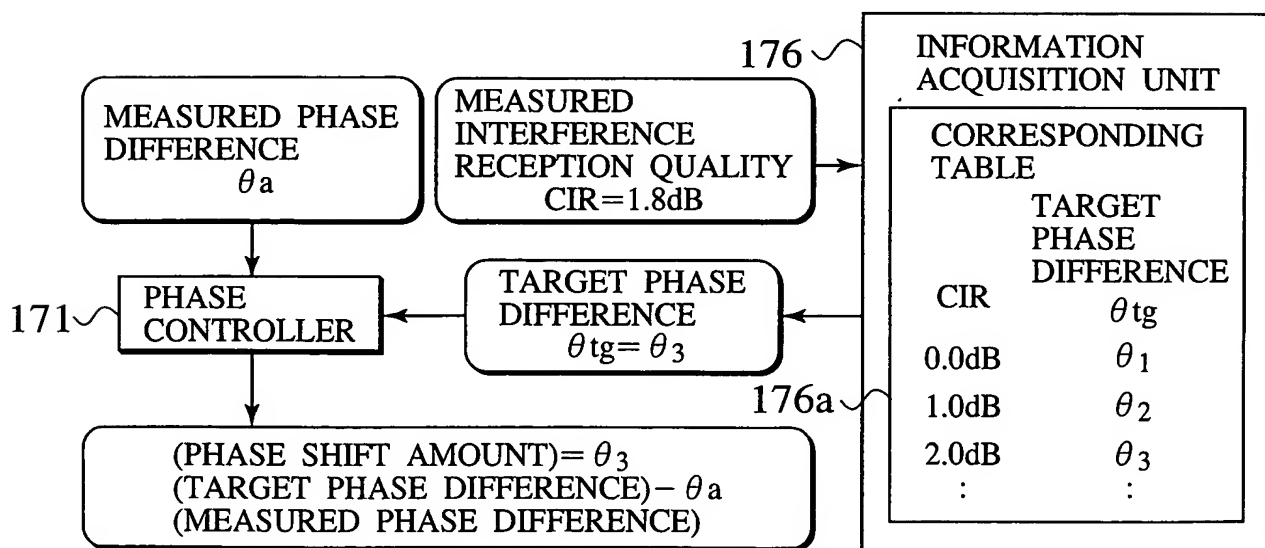 176
INFORMATION
ACQUISITION UNIT
MEASURED PHASE
DIFFERENCE
θa
MEASURED
INTERFERENCE
RECEPTION QUALITY
CIR=1.8dB
CORRESPONDING
TABLE
TARGET
PHASE
DIFFERENCE
CIR
θtg
0.0dB θ1
1.0dB θ2
2.0dB θ3
: :
176a
171
PHASE
CONTROLLER
TARGET PHASE
DIFFERENCE
θtg=θ3
(PHASE SHIFT AMOUNT)=θ3
(TARGET PHASE DIFFERENCE)-θa
(MEASURED PHASE DIFFERENCE)